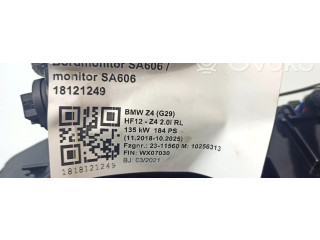 Bordmonitor SA606 /
monitor SA606
18121249
OVOKO
BMW Z4 (G29)
HF12 - Z4 2.0i RL
135 kW 184 PS
(11.2018-10.2025)
Fzgnr.: 23-11560 M: 10256313
FIN: WX07030
BJ: 03/2021
1818121249